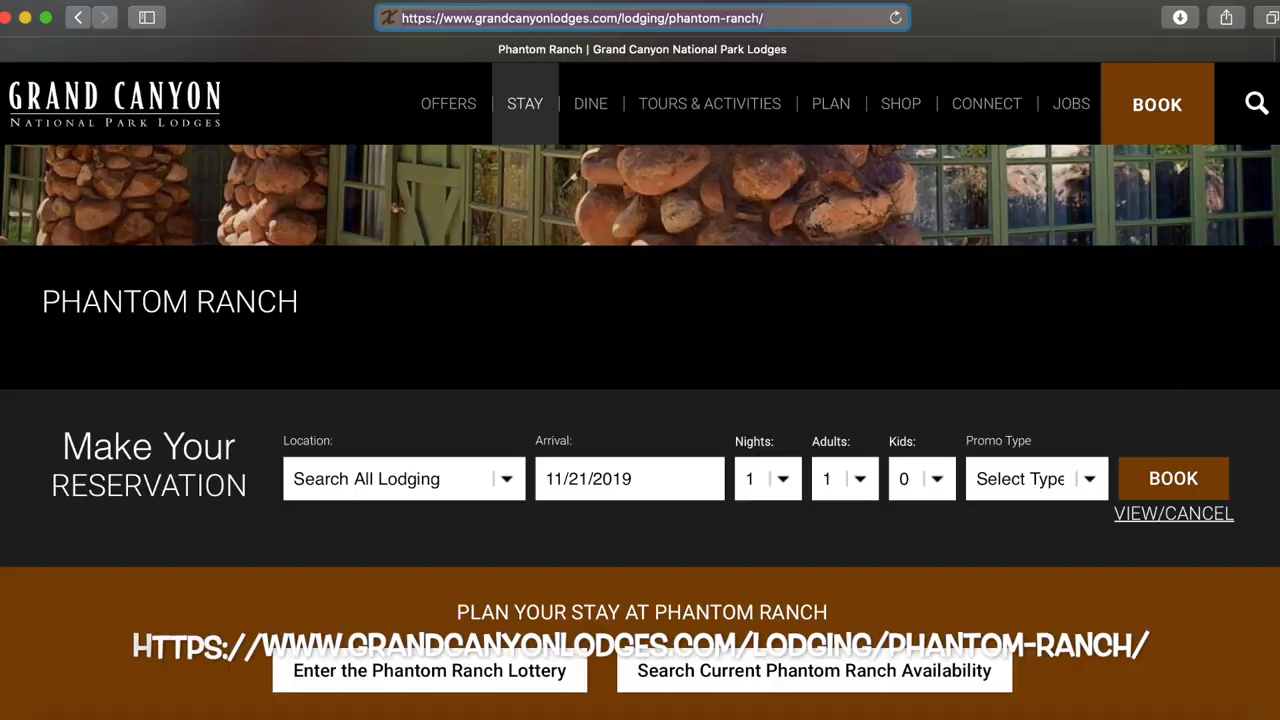 https://www.grandcanyonlodges.com/lodging/phantom-ranch/
Phantom Ranch | Grand Canyon National Park Lodges
GRAND CANYON
NATIONAL PARK LODGES
OFFERS | STAY | DINE | TOURS & ACTIVITIES | PLAN | SHOP | CONNECT | JOBS
BOOK
PHANTOM RANCH
Make Your
RESERVATION
Location:
Search All Lodging
Arrival:
11/21/2019
Nights:
1
Adults:
1
Kids:
0
Promo Type
Select Type
BOOK
VIEW/CANCEL
PLAN YOUR STAY AT PHANTOM RANCH
HTTPS://WWW.GRANDCANYONLODGES.COM/LODGING/PHANTOM-RANCH/
Enter the Phantom Ranch Lottery
Search Current Phantom Ranch Availability